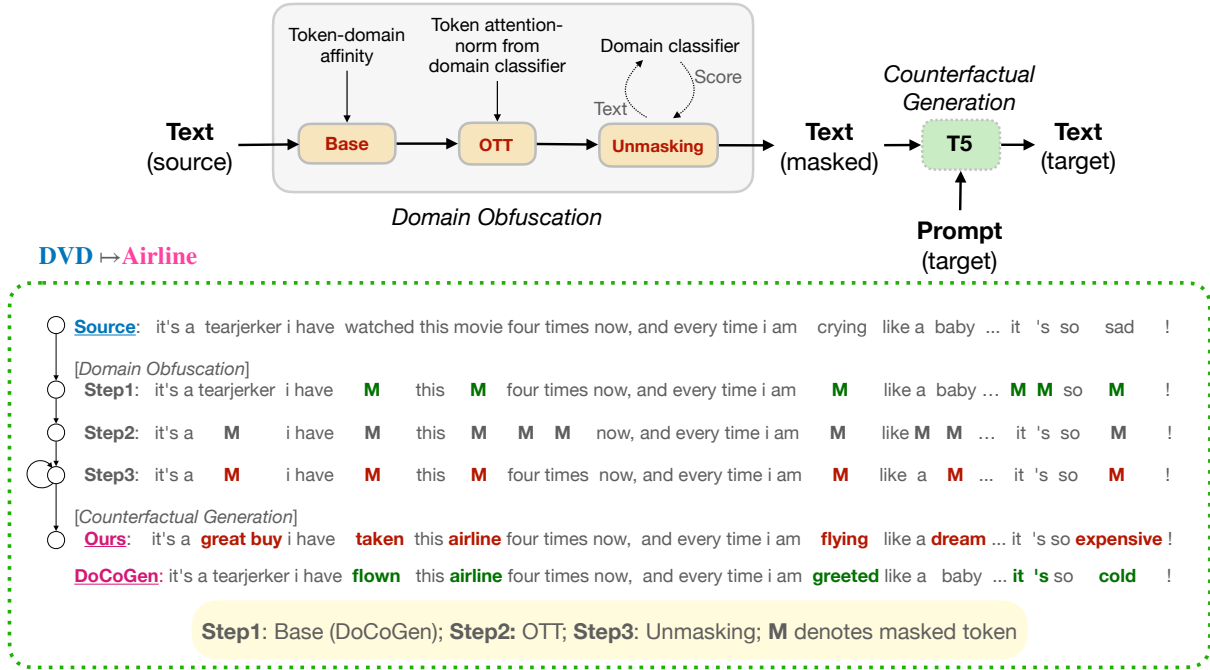 Token-domain
affinity
Token attention-
norm from
domain classifier
Domain classifier
Score
Text
Counterfactual
Generation
Text
(source)
Base
OTT
Unmasking
Text
(masked)
T5
Text
(target)
Domain Obfuscation
Prompt
(target)
DVD ↦Airline
Source: it's a tearjerker i have watched this movie four times now, and every time i am crying like a baby ... it 's so sad !
[Domain Obfuscation]
Step1: it's a tearjerker i have M this M four times now, and every time i am M like a baby ... M M so M !
Step2: it's a M i have M this M M M now, and every time i am M like M M ... it 's so M !
Step3: it's a M i have M this M four times now, and every time i am M like a M ... it 's so M !
[Counterfactual Generation]
Ours: it's a great buy i have taken this airline four times now, and every time i am flying like a dream ... it 's so expensive !
DoCoGen: it's a tearjerker i have flown this airline four times now, and every time i am greeted like a baby ... it 's so cold !
Step1: Base (DoCoGen); Step2: OTT; Step3: Unmasking; M denotes masked token